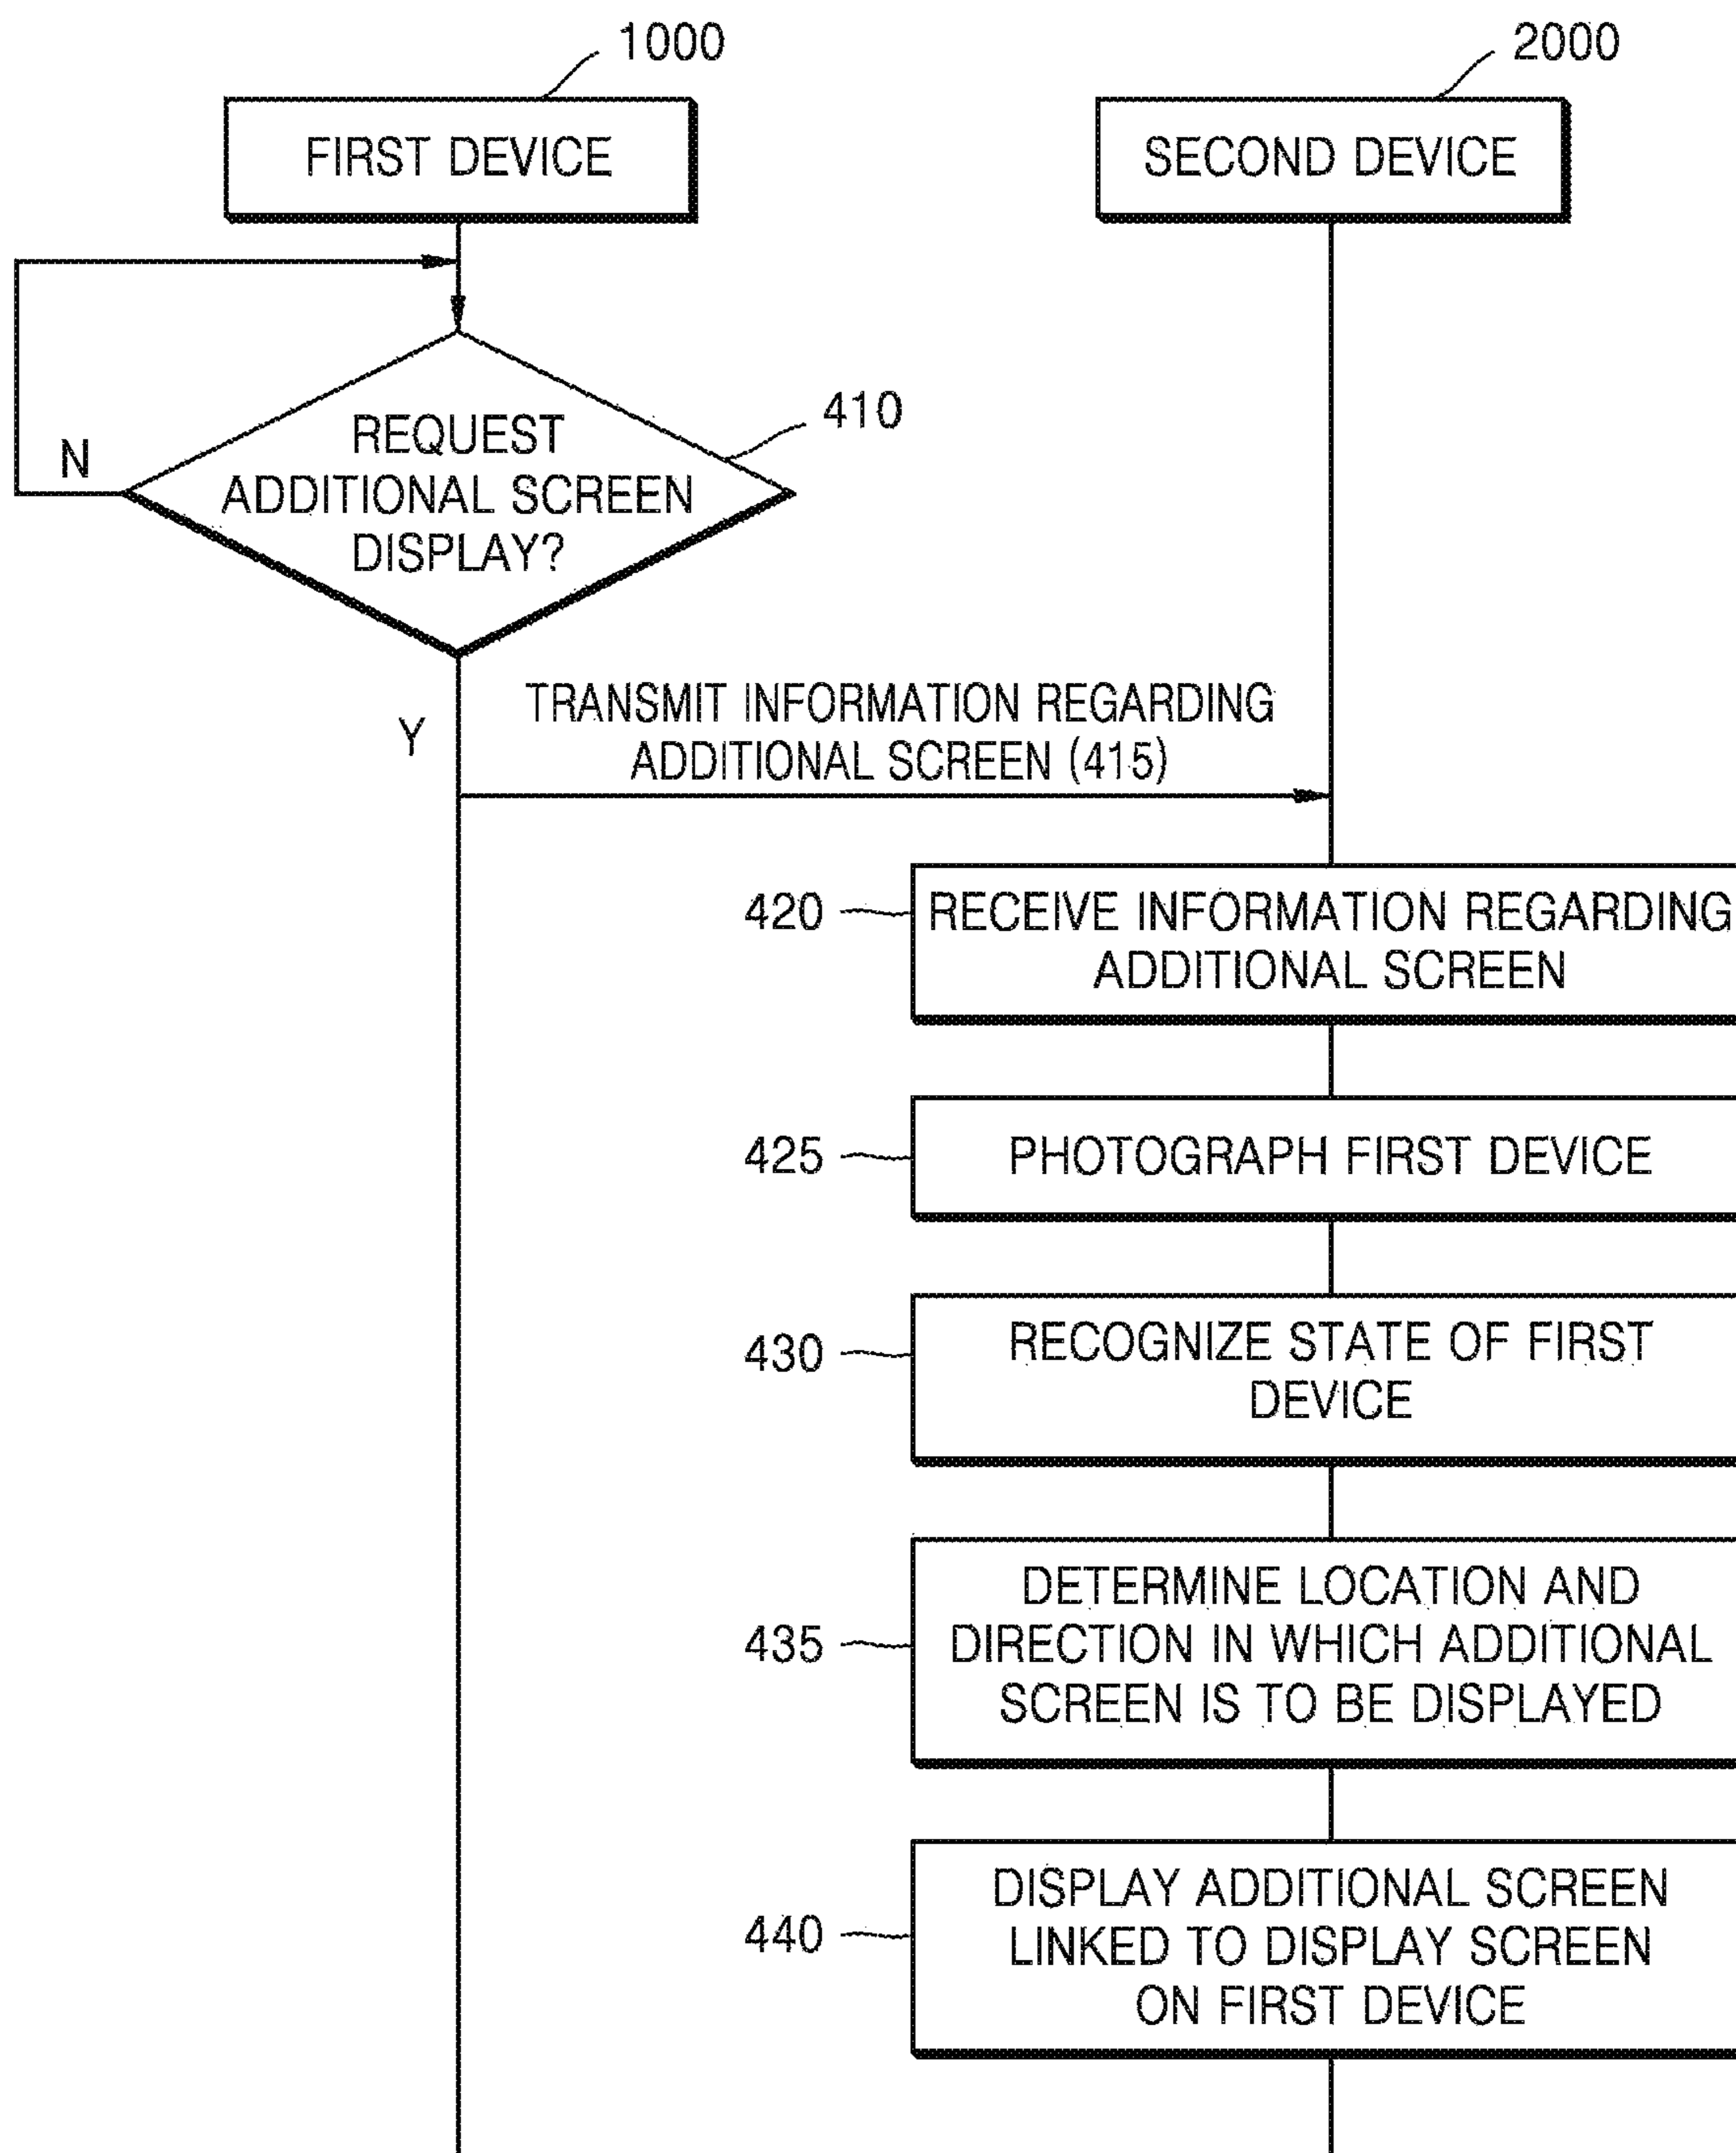 1000
2000
FIRST DEVICE
SECOND DEVICE
410
REQUEST
ADDITIONAL SCREEN
DISPLAY?
N
Y
TRANSMIT INFORMATION REGARDING
ADDITIONAL SCREEN (415)
420
RECEIVE INFORMATION REGARDING
ADDITIONAL SCREEN
425
PHOTOGRAPH FIRST DEVICE
430
RECOGNIZE STATE OF FIRST
DEVICE
435
DETERMINE LOCATION AND
DIRECTION IN WHICH ADDITIONAL
SCREEN IS TO BE DISPLAYED
440
DISPLAY ADDITIONAL SCREEN
LINKED TO DISPLAY SCREEN
ON FIRST DEVICE